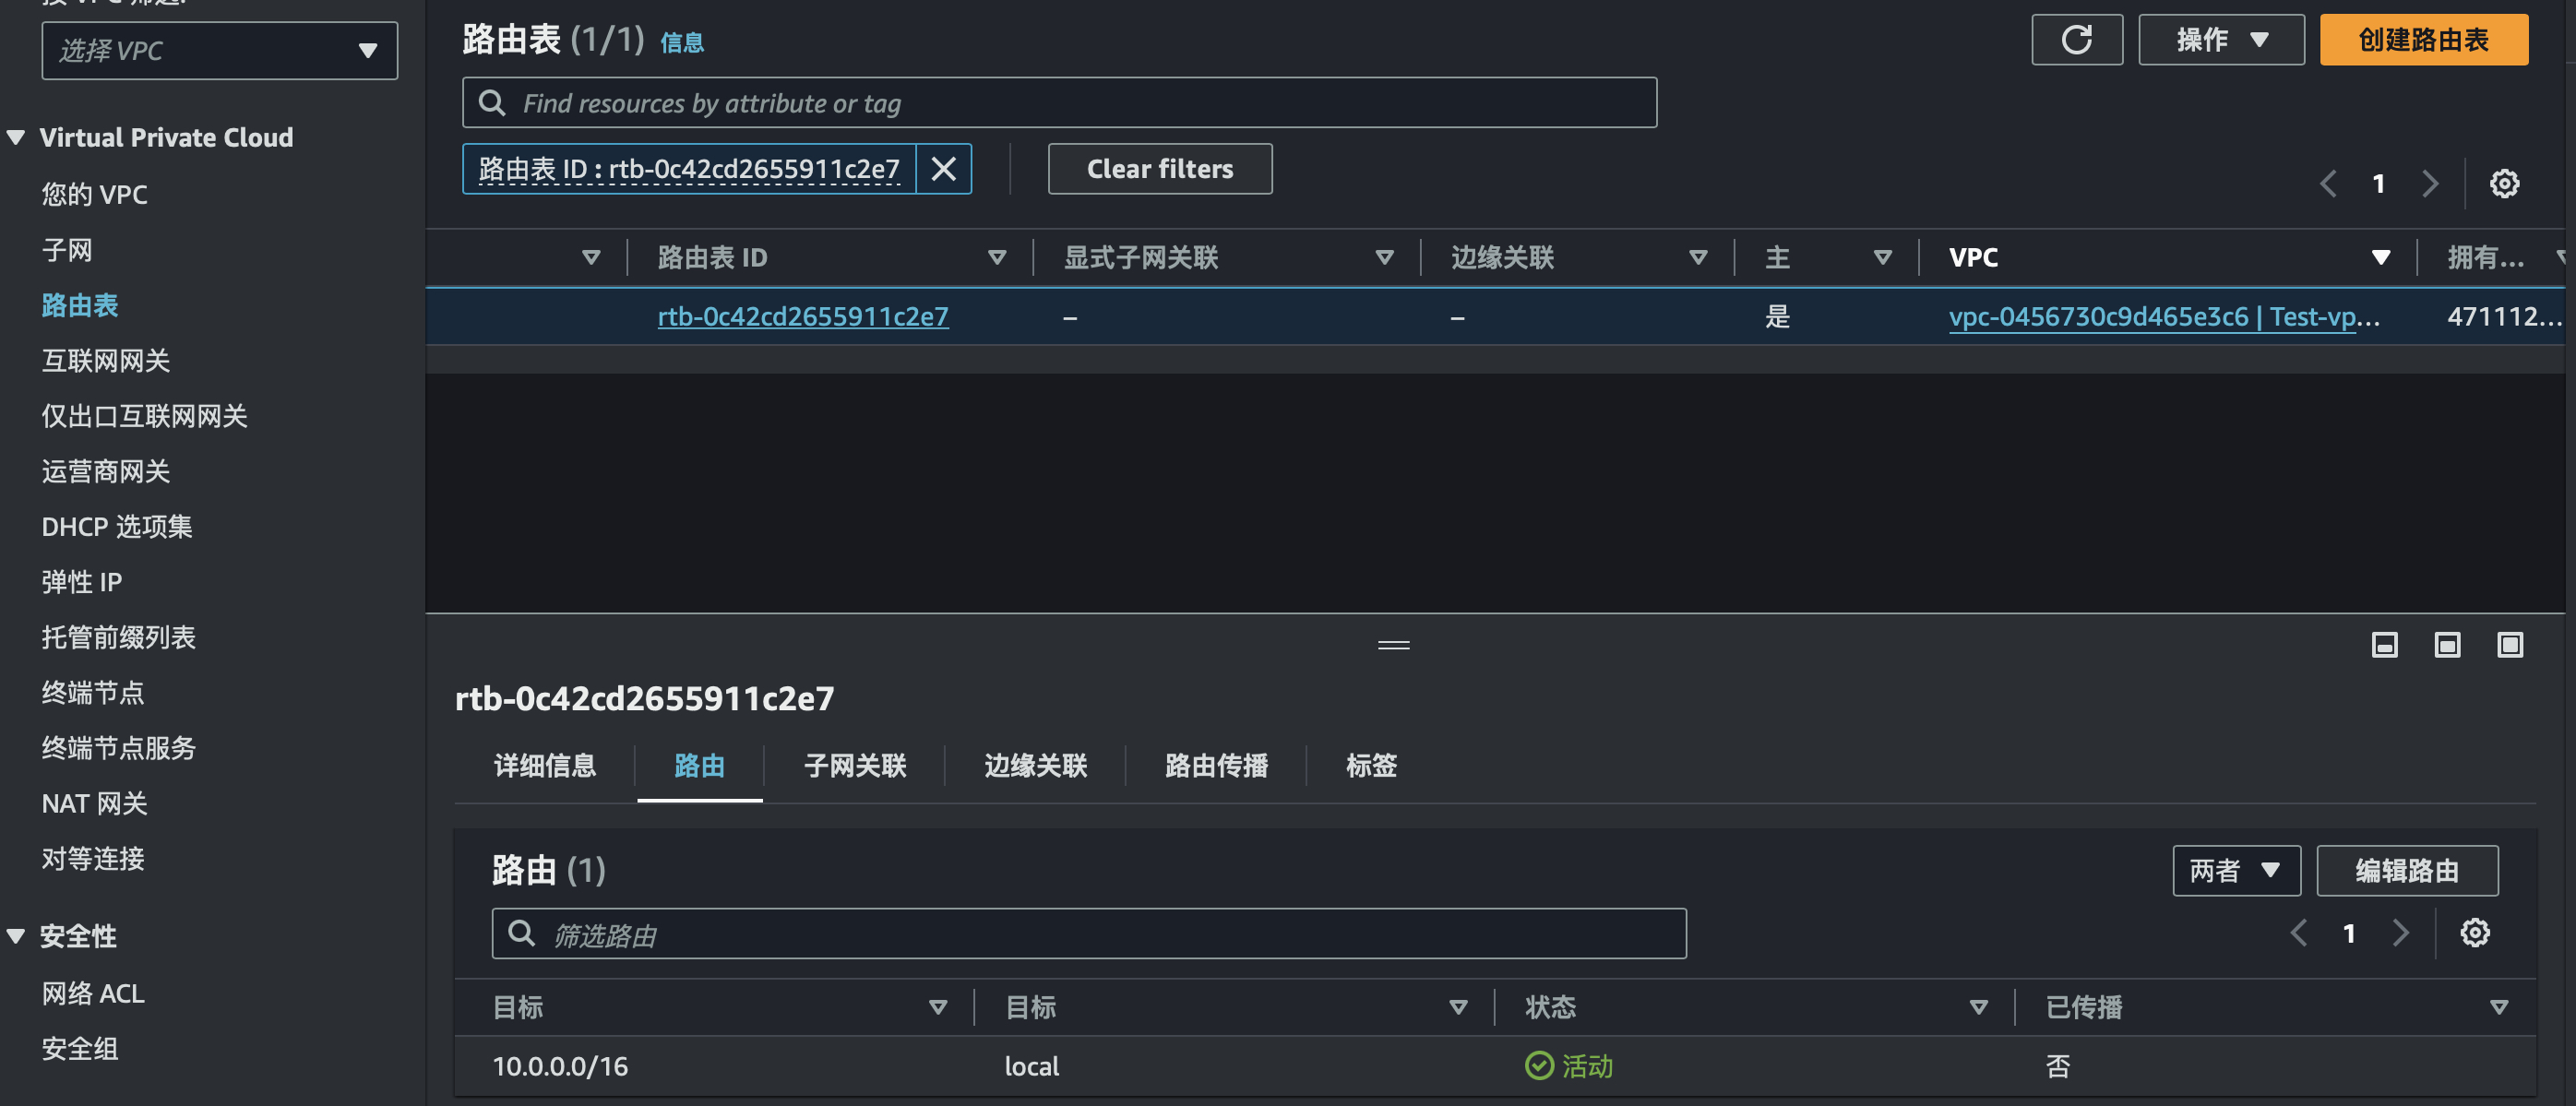 选择 VPC
Virtual Private Cloud
您的 VPC
子网
路由表
互联网网关
仅出口互联网网关
运营商网关
DHCP 选项集
弹性 IP
托管前缀列表
终端节点
终端节点服务
NAT 网关
对等连接
安全性
网络 ACL
安全组
路由表 (1/1) 信息
操作
创建路由表
Find resources by attribute or tag
路由表 ID : rtb-0c42cd2655911c2e7
Clear filters
1
路由表 ID 显式子网关联 边缘关联 主 VPC 拥有...
rtb-0c42cd2655911c2e7 – – 是 vpc-0456730c9d465e3c6 | Test-vp... 471112...
rtb-0c42cd2655911c2e7
详细信息 路由 子网关联 边缘关联 路由传播 标签
路由 (1)
两者 编辑路由
筛选路由
1
目标 目标 状态 已传播
10.0.0.0/16 local 活动 否